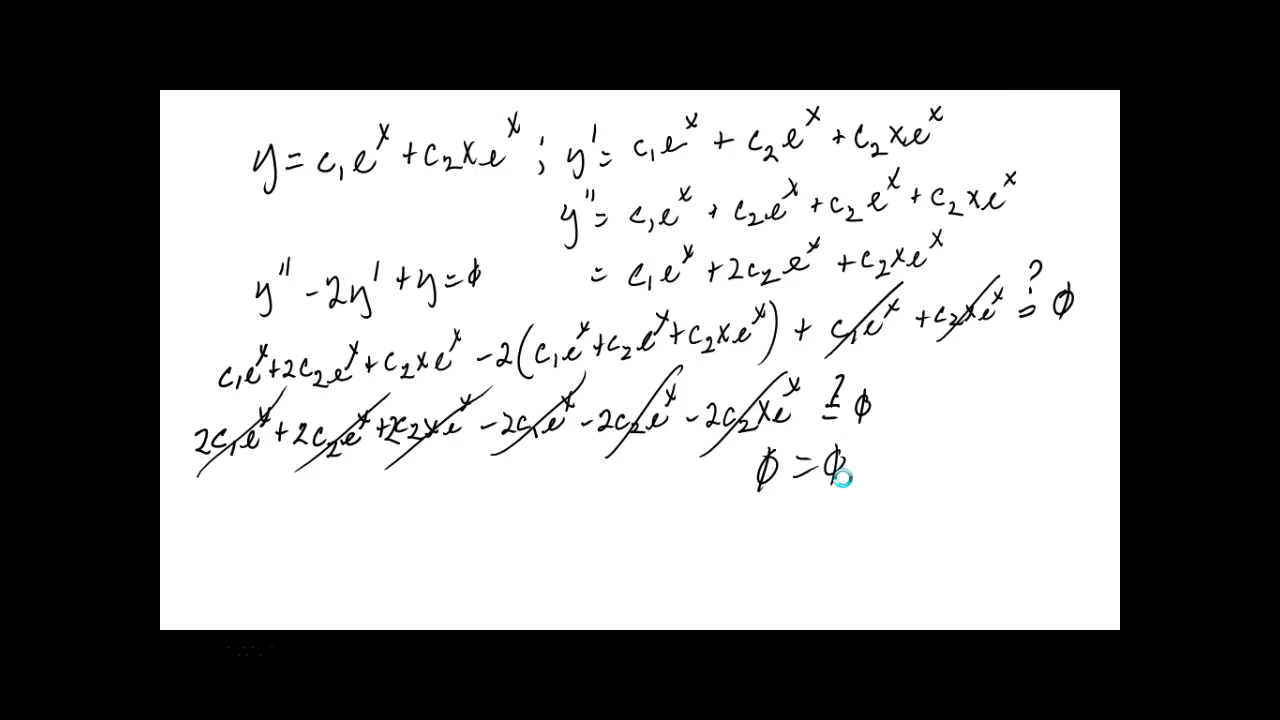 y = c₁eˣ + c₂xeˣ ; y' = c₁eˣ + c₂eˣ + c₂xeˣ
y'' = c₁eˣ + c₂eˣ + c₂eˣ + c₂xeˣ
= c₁eˣ + 2c₂eˣ + c₂xeˣ
y'' - 2y' + y = ϕ
c₁eˣ + 2c₂eˣ + c₂xeˣ - 2(c₁eˣ + c₂eˣ + c₂xeˣ) + c₁eˣ + c₂xeˣ ≟ ϕ
2c₁eˣ + 2c₂eˣ + 2c₂xeˣ - 2c₁eˣ - 2c₂eˣ - 2c₂xeˣ ≟ ϕ
ϕ = ϕ